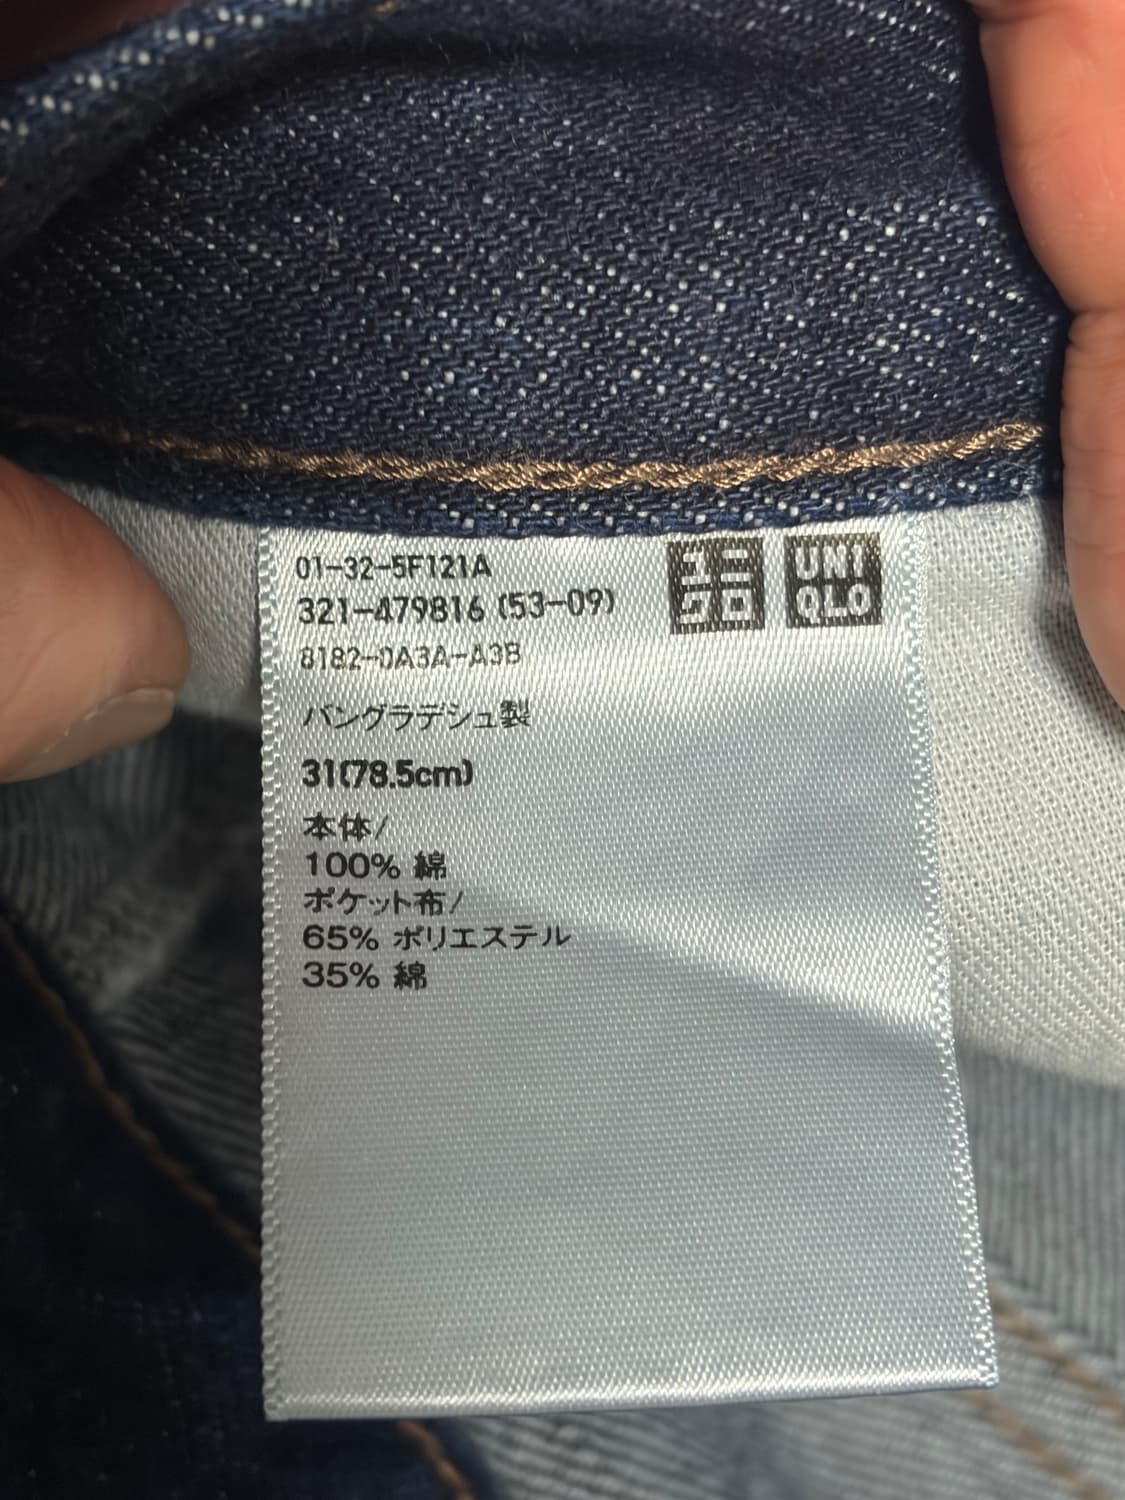 01-32-5F121A
321-479816 (53-09)
8182-0A3A-A3B
ユニ
クロ
UNI
QLO
バングラデシュ製
31(78.5cm)
本体/
100% 綿
ポケット布/
65% ポリエステル
35% 綿